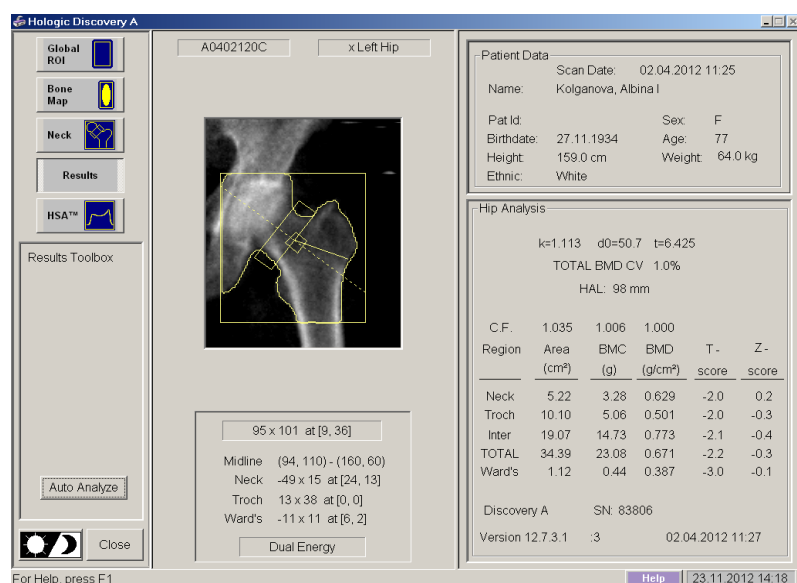 Hologic Discovery A
Global
ROI
Bone
Map
Neck
Results
HSA™
Results Toolbox
Auto Analyze
Close
A0402120C
x Left Hip
95 x 101 at [9, 36]
Midline (94, 110) - (160, 60)
Neck -49 x 15 at [24, 13]
Troch 13 x 38 at [0, 0]
Ward's -11 x 11 at [6, 2]
Dual Energy
Patient Data
Scan Date: 02.04.2012 11:25
Name: Kolganova, Albina I
Pat Id: Sex: F
Birthdate: 27.11.1934 Age: 77
Height: 159.0 cm Weight: 64.0 kg
Ethnic: White
Hip Analysis
k=1.113 d0=50.7 t=6.425
TOTAL BMD CV 1.0%
HAL: 98 mm
C.F. 1.035 1.006 1.000
Region Area BMC BMD T- Z-
(cm²) (g) (g/cm²) score score
Neck 5.22 3.28 0.629 -2.0 0.2
Troch 10.10 5.06 0.501 -2.0 -0.3
Inter 19.07 14.73 0.773 -2.1 -0.4
TOTAL 34.39 23.08 0.671 -2.2 -0.3
Ward's 1.12 0.44 0.387 -3.0 -0.1
Discovery A SN: 83806
Version 12.7.3.1 :3 02.04.2012 11:27
For Help, press F1
Help
23.11.2012 14:18